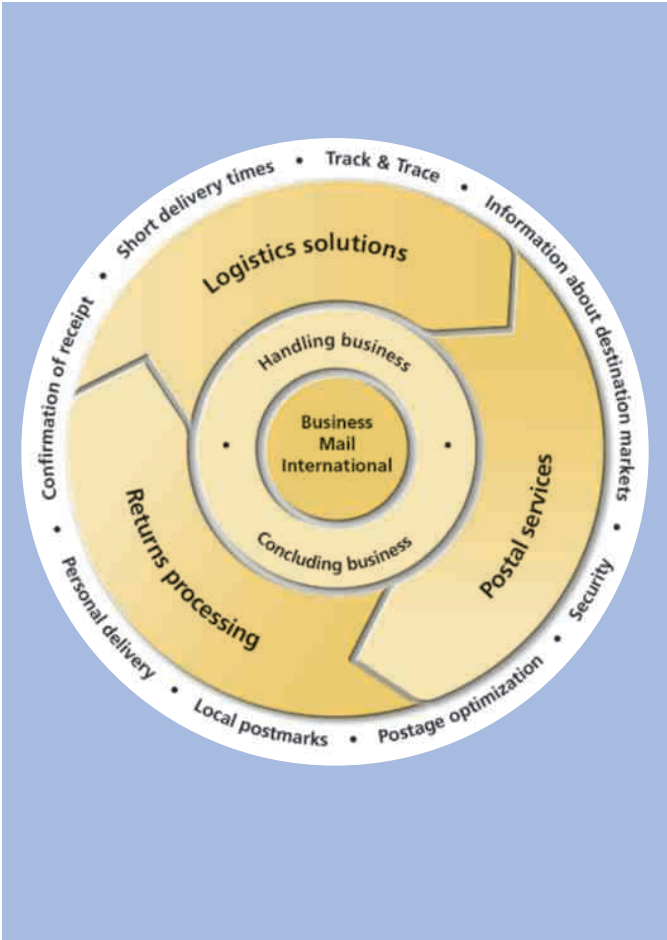 Track & Trace
Information about destination markets
Security
Postage optimization
Local postmarks
Personal delivery
Confirmation of receipt
Short delivery times
Logistics solutions
Postal services
Returns processing
Handling business
Concluding business
Business
Mail
International